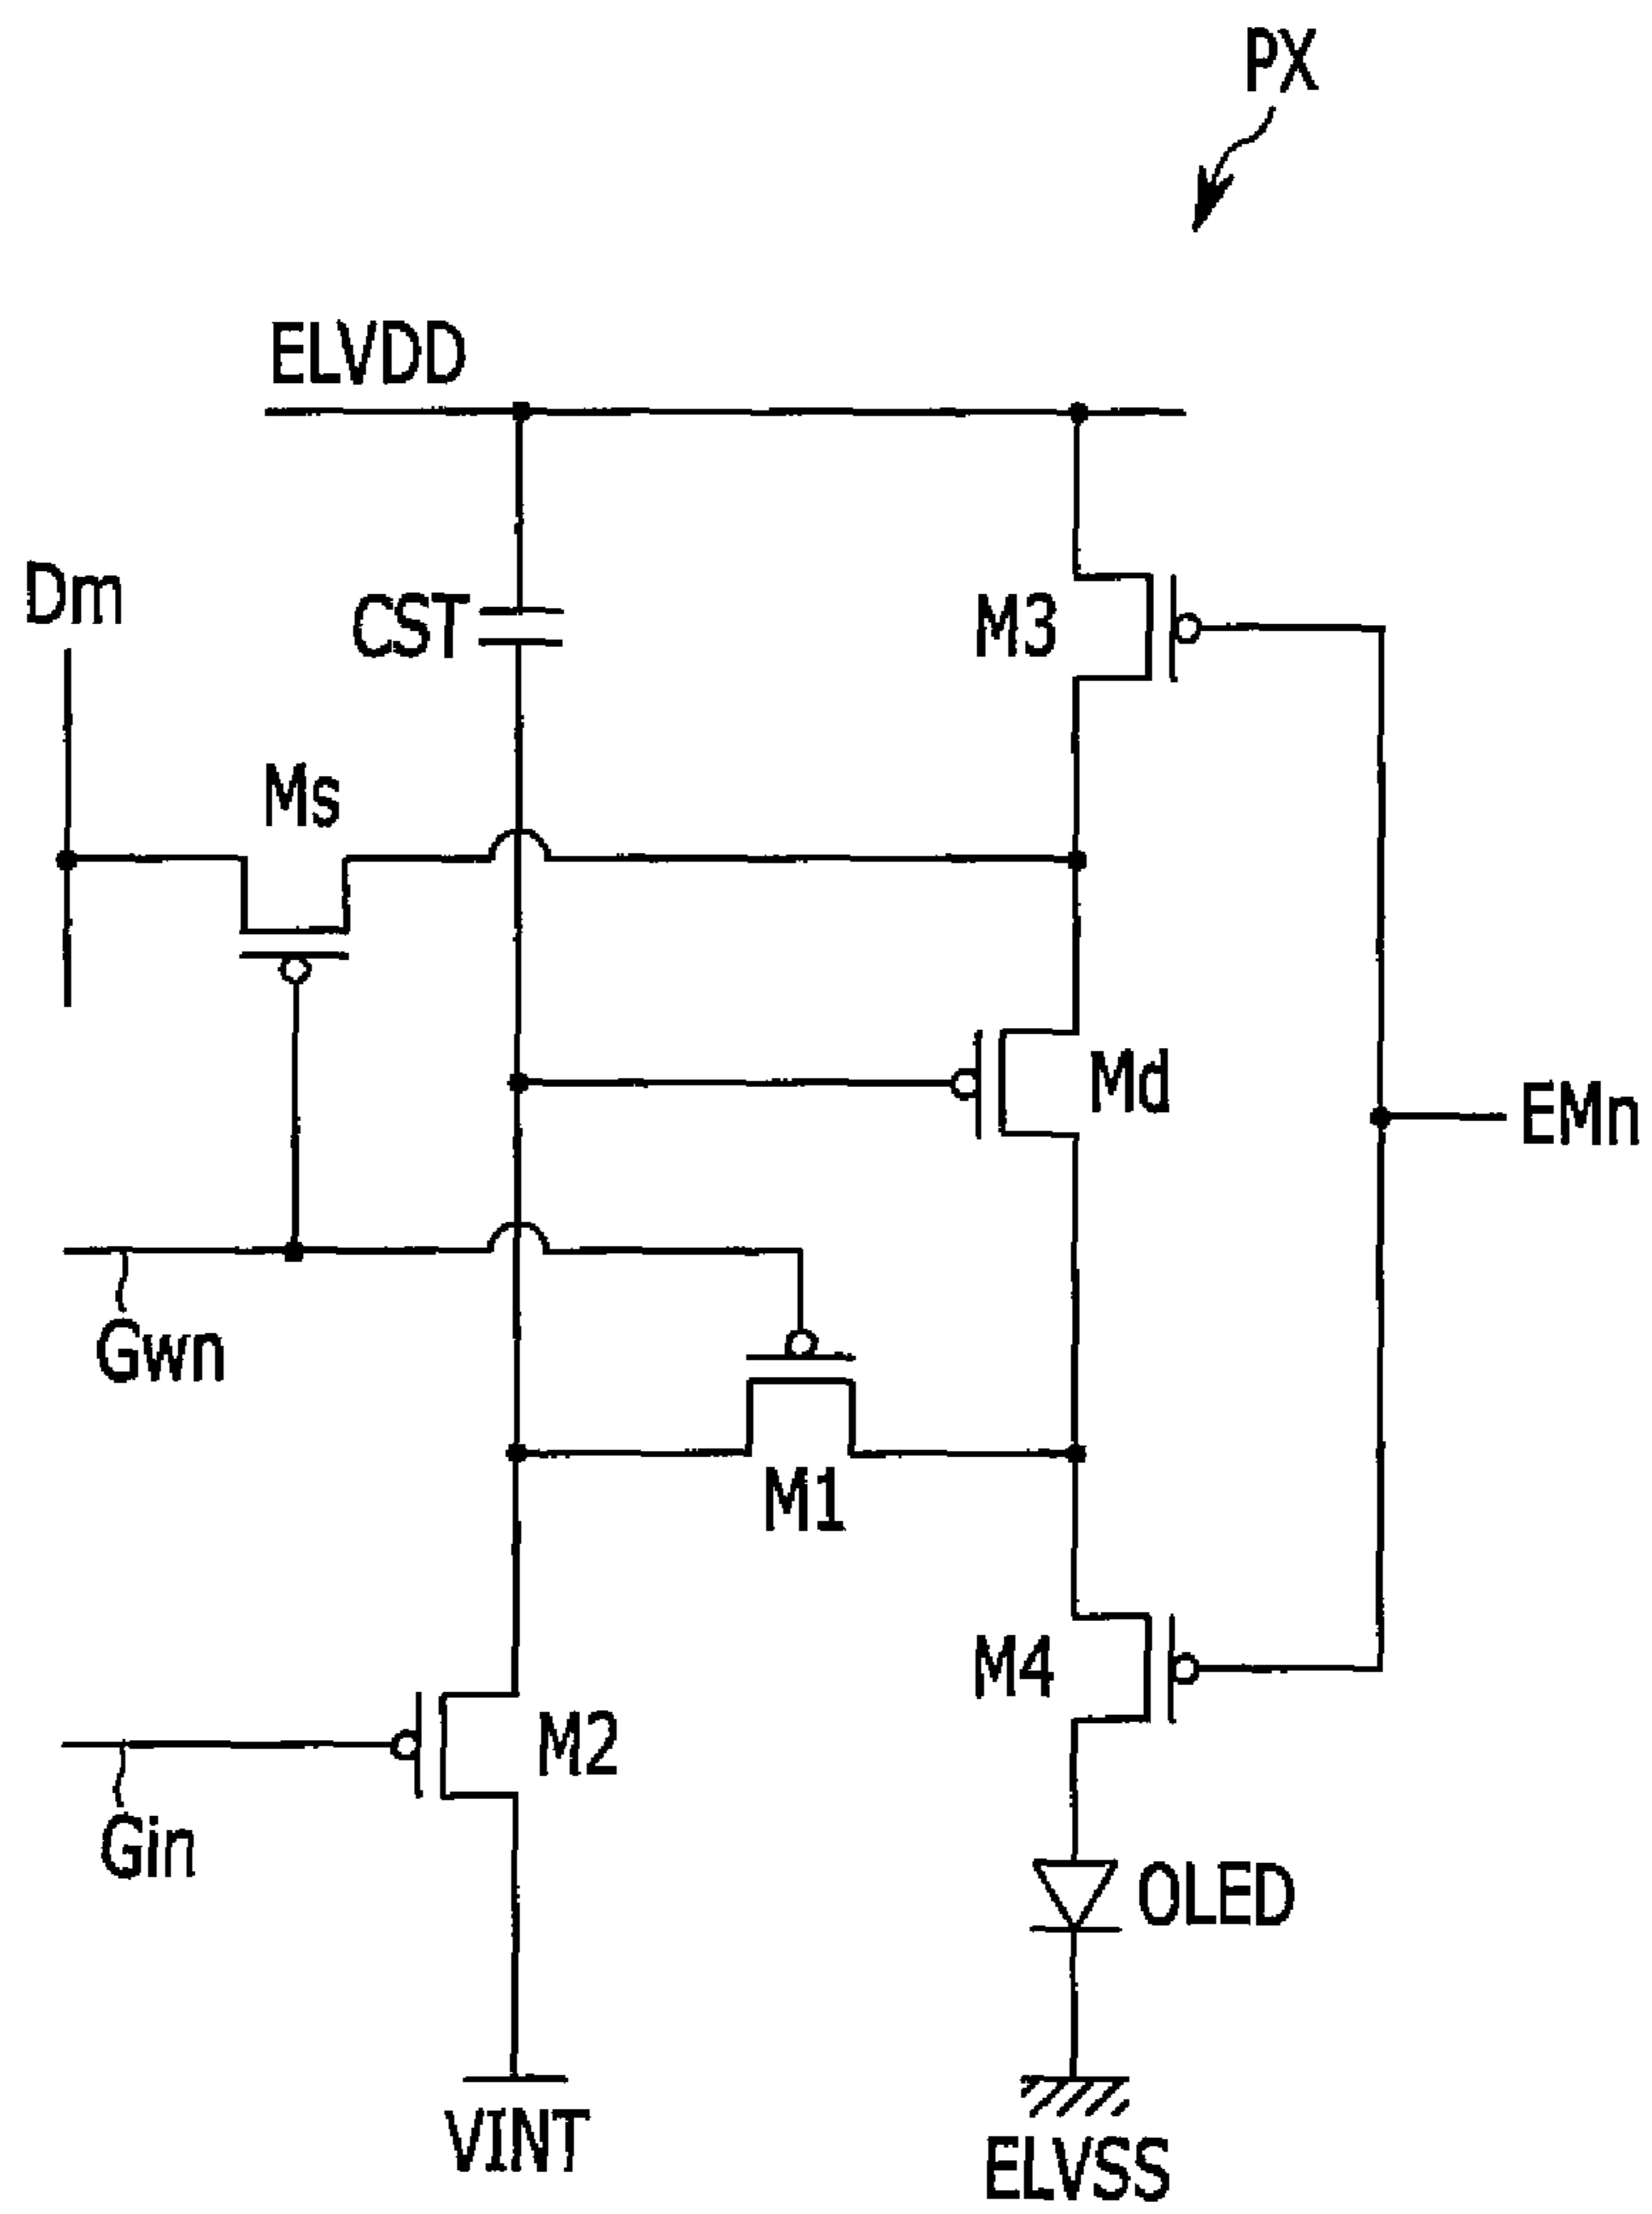 PX
ELVDD
Dm
CST
M3
Ms
Md
EMn
Gwn
M1
M4
M2
Gin
OLED
VINT
ELVSS